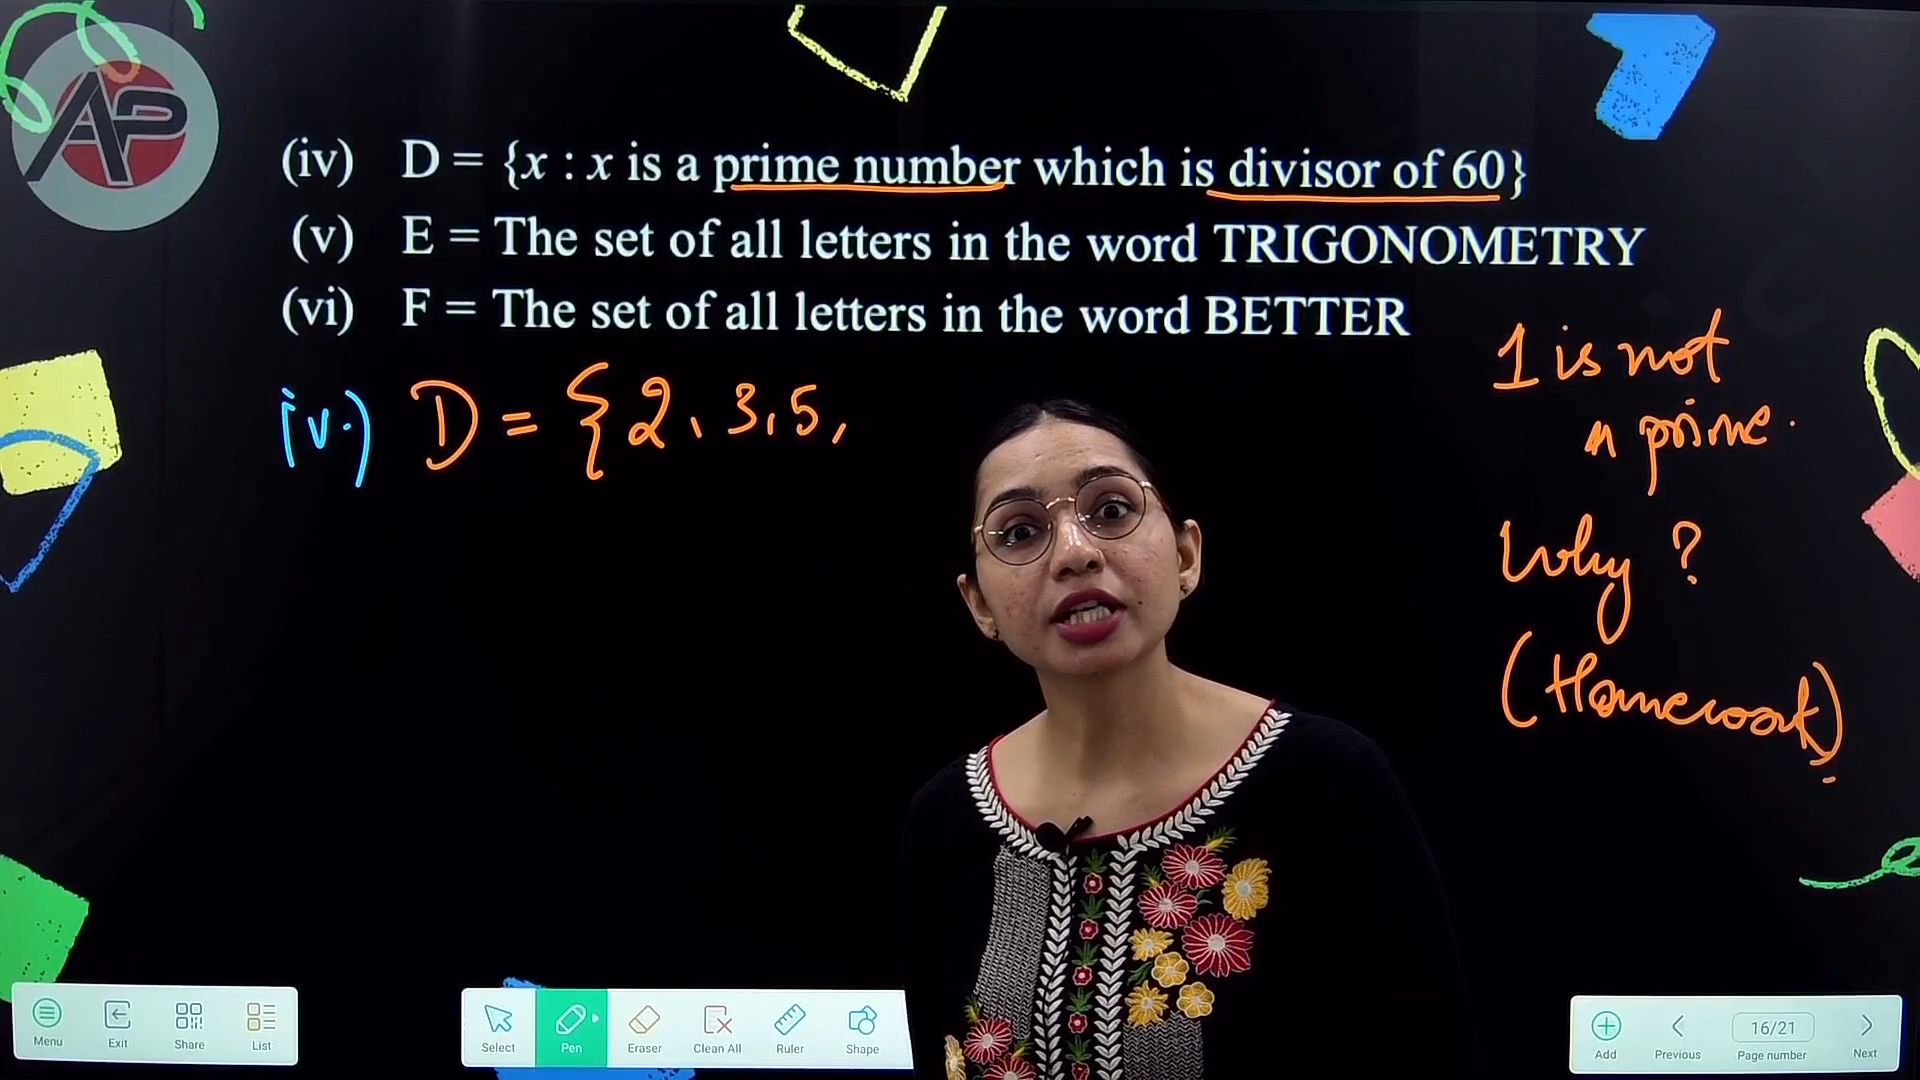 AP
(iv) D = {x : x is a prime number which is divisor of 60}
(v) E = The set of all letters in the word TRIGONOMETRY
(vi) F = The set of all letters in the word BETTER
iv.) D = {2, 3, 5,
1 is not
a prime.
Why ?
(Homework)
Menu Exit Share List
Select Pen Eraser Clean All Ruler Shape
Add Previous 16/21 Page number Next